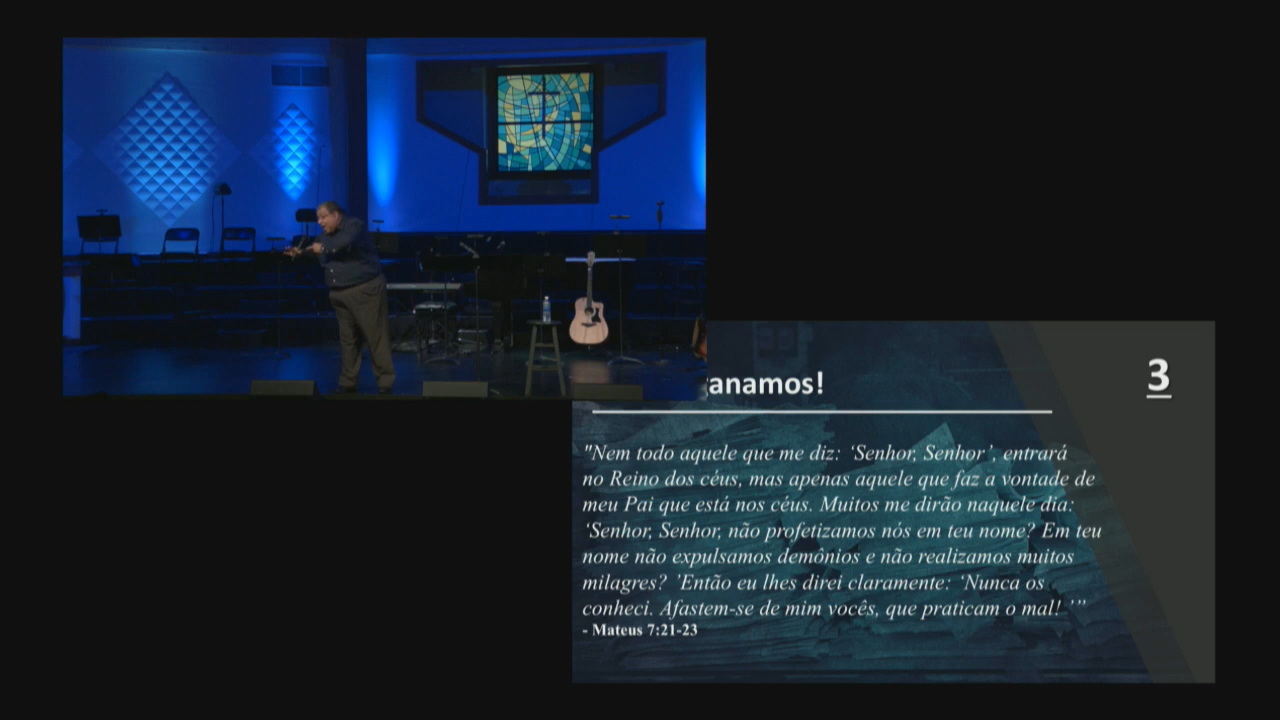 anamos!
3
"Nem todo aquele que me diz: ‘Senhor, Senhor’, entrará
no Reino dos céus, mas apenas aquele que faz a vontade de
meu Pai que está nos céus. Muitos me dirão naquele dia:
‘Senhor, Senhor, não profetizamos nós em teu nome? Em teu
nome não expulsamos demônios e não realizamos muitos
milagres? ’Então eu lhes direi claramente: ‘Nunca os
conheci. Afastem-se de mim vocês, que praticam o mal! ’”
- Mateus 7:21-23